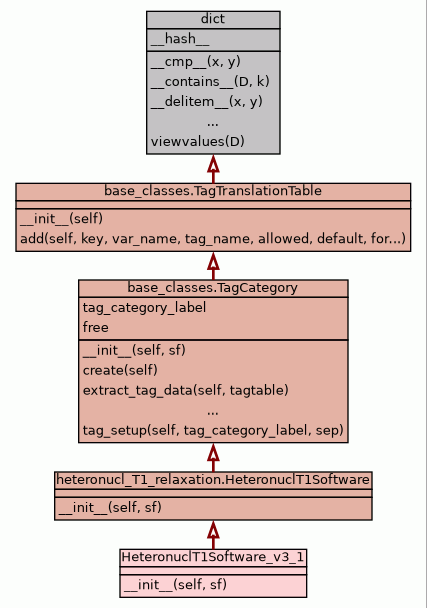 dict
__hash__
__cmp__(x, y)
__contains__(D, k)
__delitem__(x, y)
...
viewvalues(D)
base_classes.TagTranslationTable
__init__(self)
add(self, key, var_name, tag_name, allowed, default, for...)
base_classes.TagCategory
tag_category_label
free
__init__(self, sf)
create(self)
extract_tag_data(self, tagtable)
...
tag_setup(self, tag_category_label, sep)
heteronucl_T1_relaxation.HeteronuclT1Software
__init__(self, sf)
HeteronuclT1Software_v3_1
__init__(self, sf)